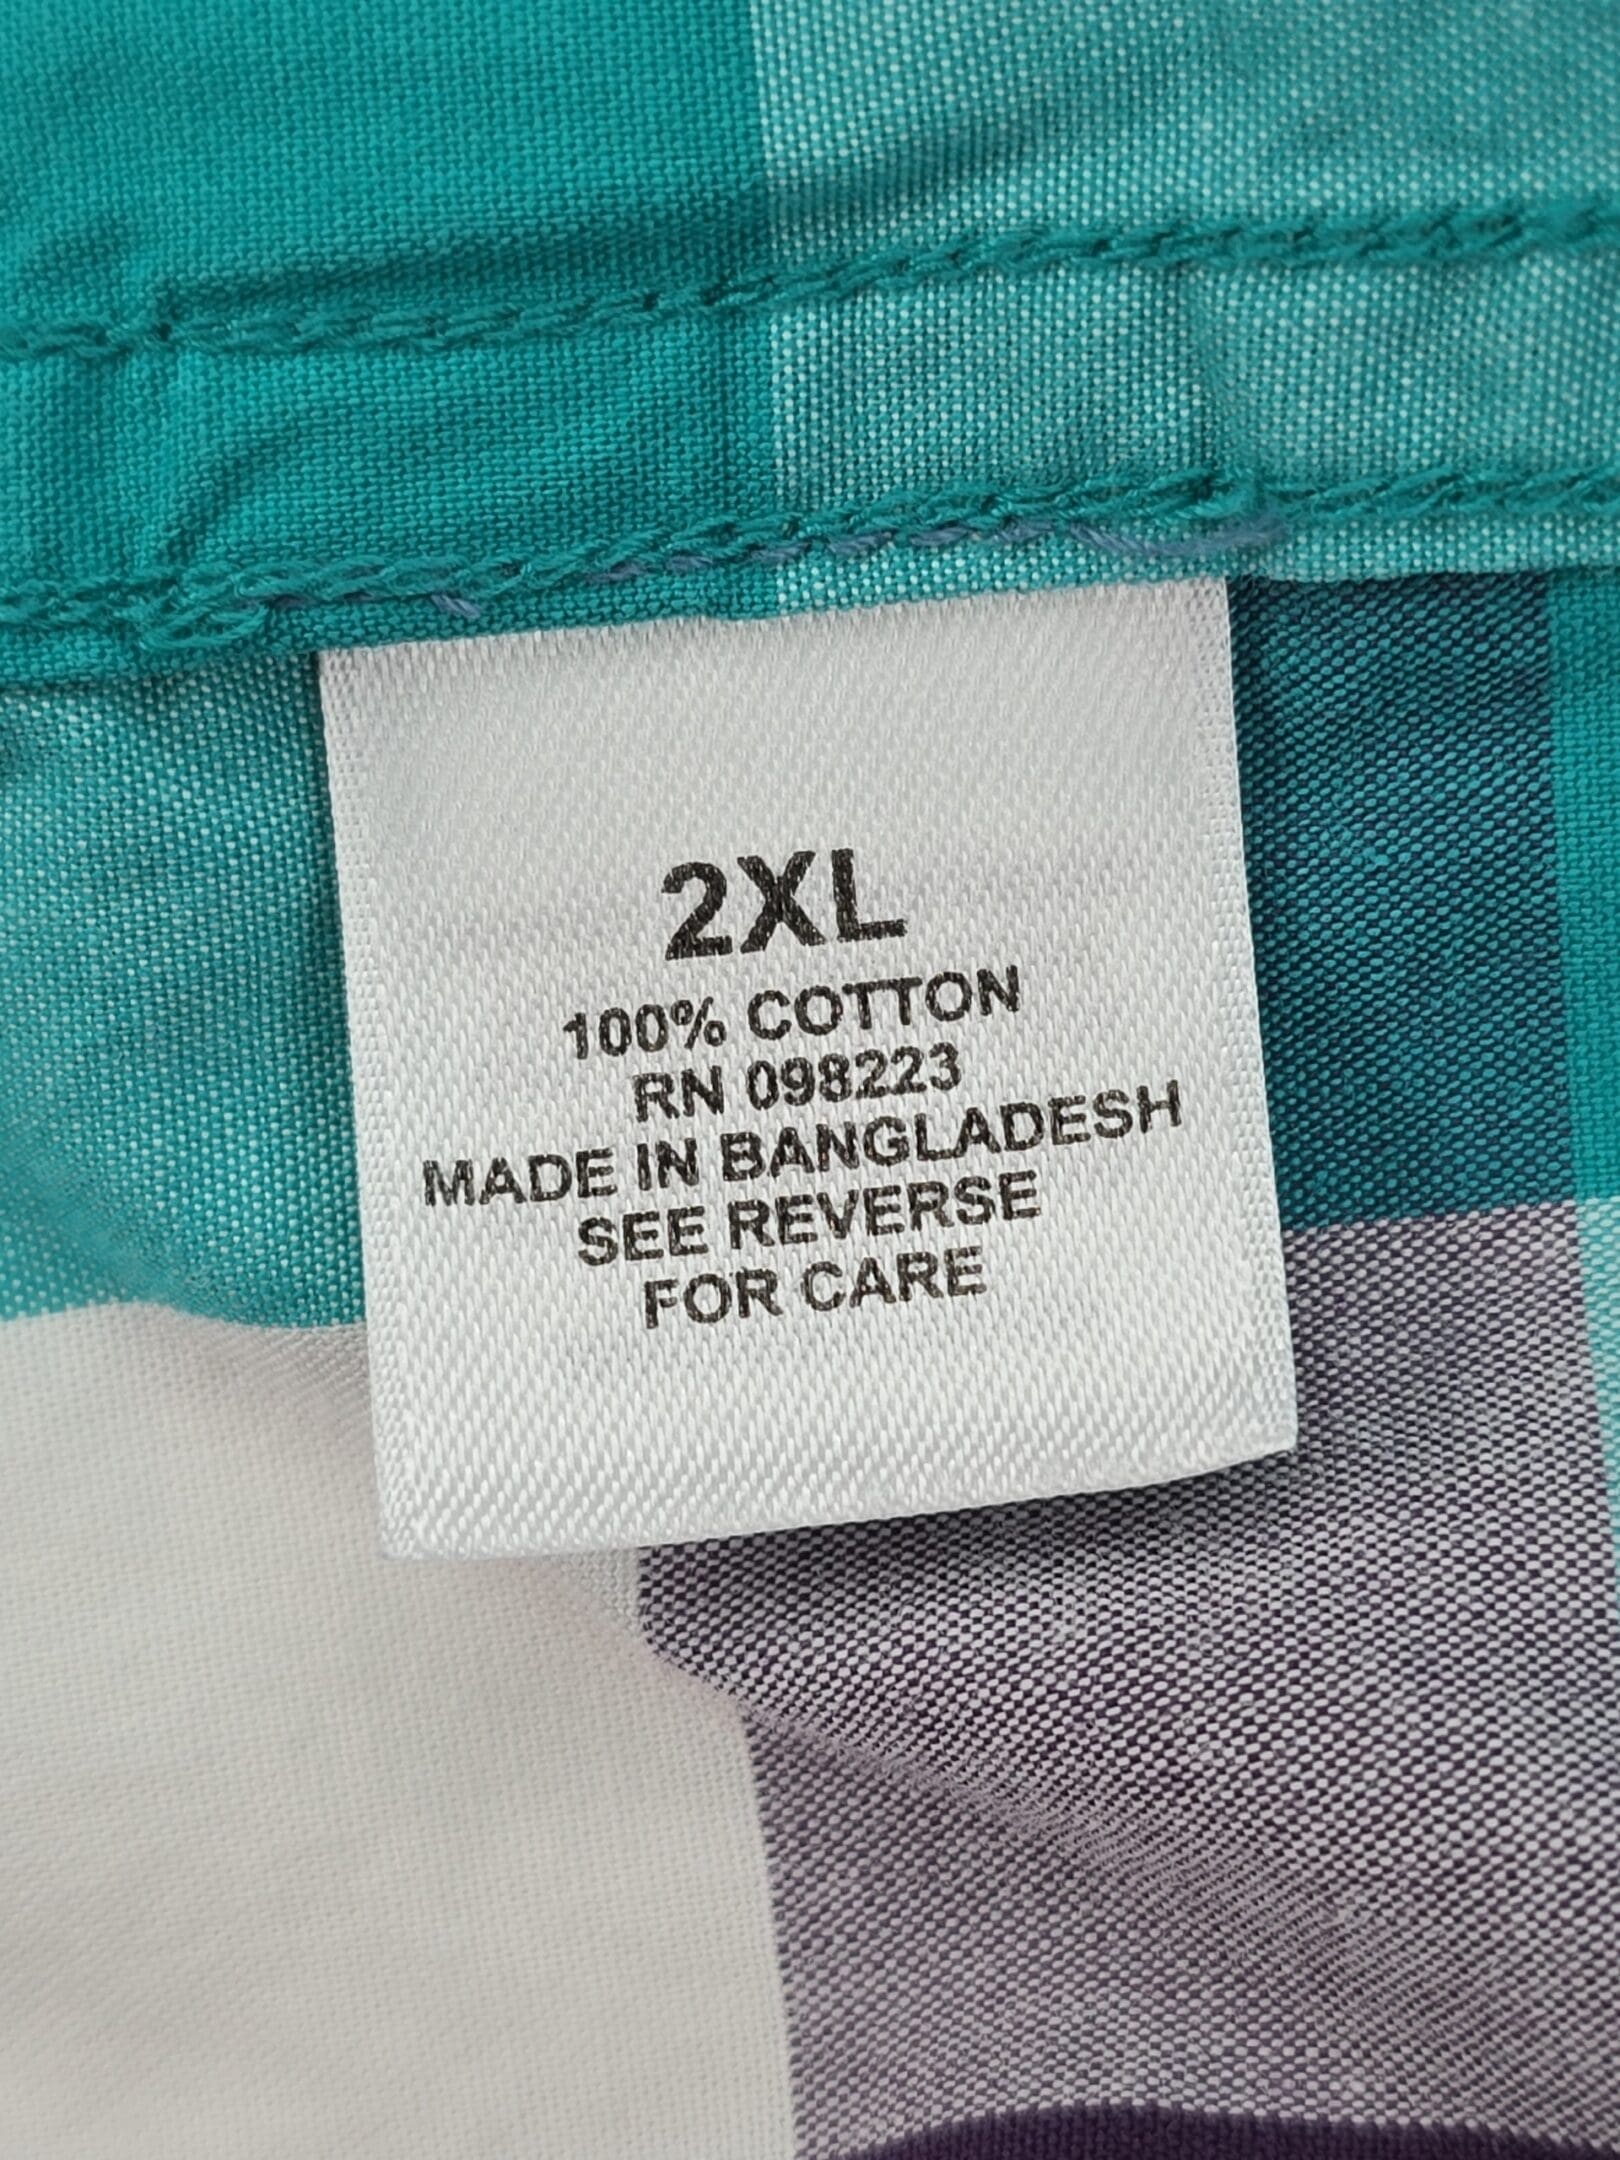 2XL
100% COTTON
RN 098223
MADE IN BANGLADESH
SEE REVERSE
FOR CARE